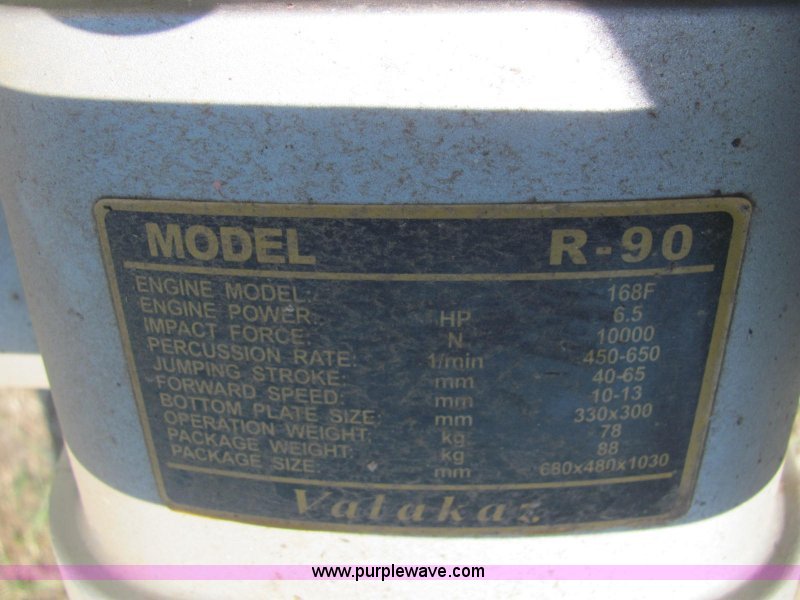 MODEL R-90
ENGINE MODEL: 168F
ENGINE POWER: HP 6.5
IMPACT FORCE: N 10000
PERCUSSION RATE: 1/min 450-650
JUMPING STROKE: mm 40-65
FORWARD SPEED: mm 10-13
BOTTOM PLATE SIZE: mm 330x300
OPERATION WEIGHT: kg 78
PACKAGE WEIGHT: kg 88
PACKAGE SIZE: mm 680x480x1030
Valakaz
www.purplewave.com